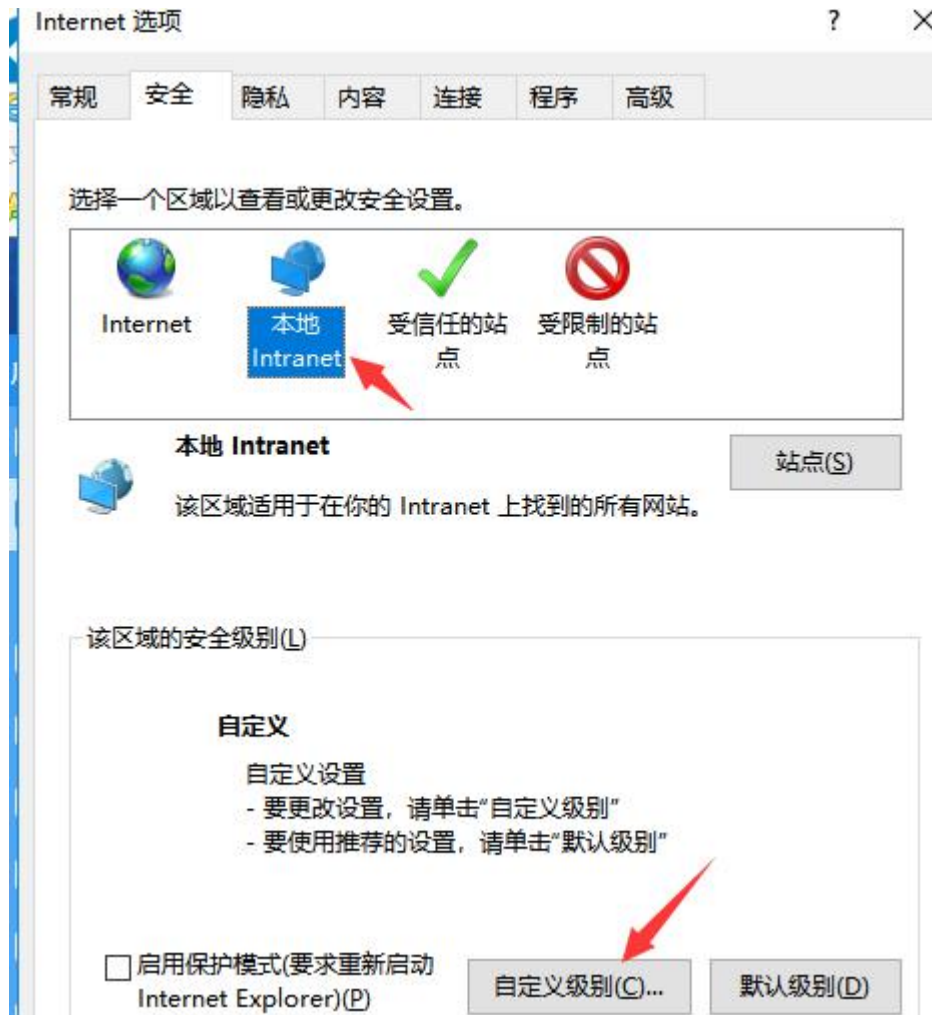 Internet 选项
常规 安全 隐私 内容 连接 程序 高级
选择一个区域以查看或更改安全设置。
Internet
本地
Intranet
受信任的站
点
受限制的站
点
本地 Intranet
站点(S)
该区域适用于在你的 Intranet 上找到的所有网站。
该区域的安全级别(L)
自定义
自定义设置
- 要更改设置，请单击“自定义级别”
- 要使用推荐的设置，请单击“默认级别”
启用保护模式(要求重新启动
Internet Explorer)(P)
自定义级别(C)...
默认级别(D)